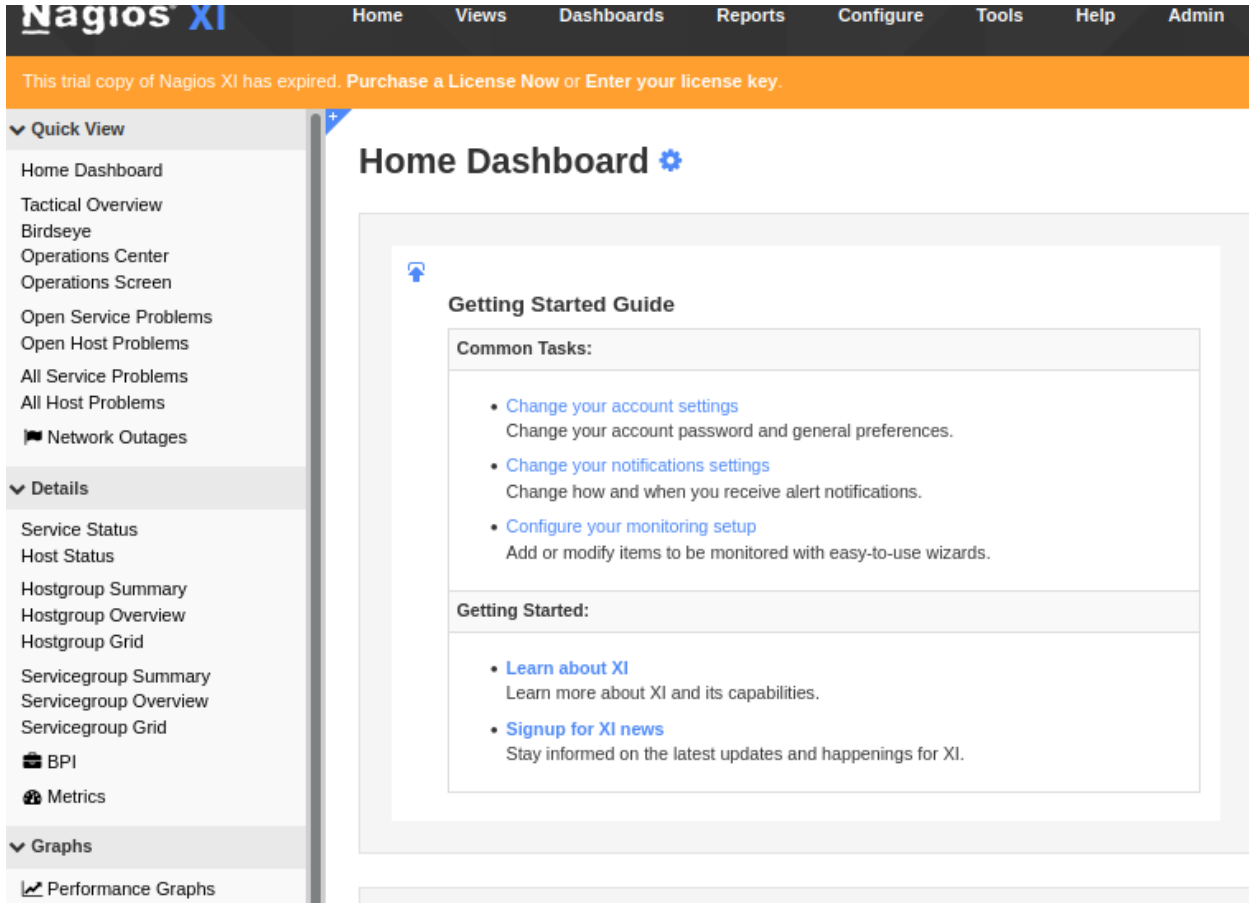 Nagios® XI
Home Views Dashboards Reports Configure Tools Help Admin
This trial copy of Nagios XI has expired. Purchase a License Now or Enter your license key.
Quick View
Home Dashboard
Tactical Overview
Birdseye
Operations Center
Operations Screen
Open Service Problems
Open Host Problems
All Service Problems
All Host Problems
Network Outages
Details
Service Status
Host Status
Hostgroup Summary
Hostgroup Overview
Hostgroup Grid
Servicegroup Summary
Servicegroup Overview
Servicegroup Grid
BPI
Metrics
Graphs
Performance Graphs
Home Dashboard
Getting Started Guide
Common Tasks:
• Change your account settings
Change your account password and general preferences.
• Change your notifications settings
Change how and when you receive alert notifications.
• Configure your monitoring setup
Add or modify items to be monitored with easy-to-use wizards.
Getting Started:
• Learn about XI
Learn more about XI and its capabilities.
• Signup for XI news
Stay informed on the latest updates and happenings for XI.